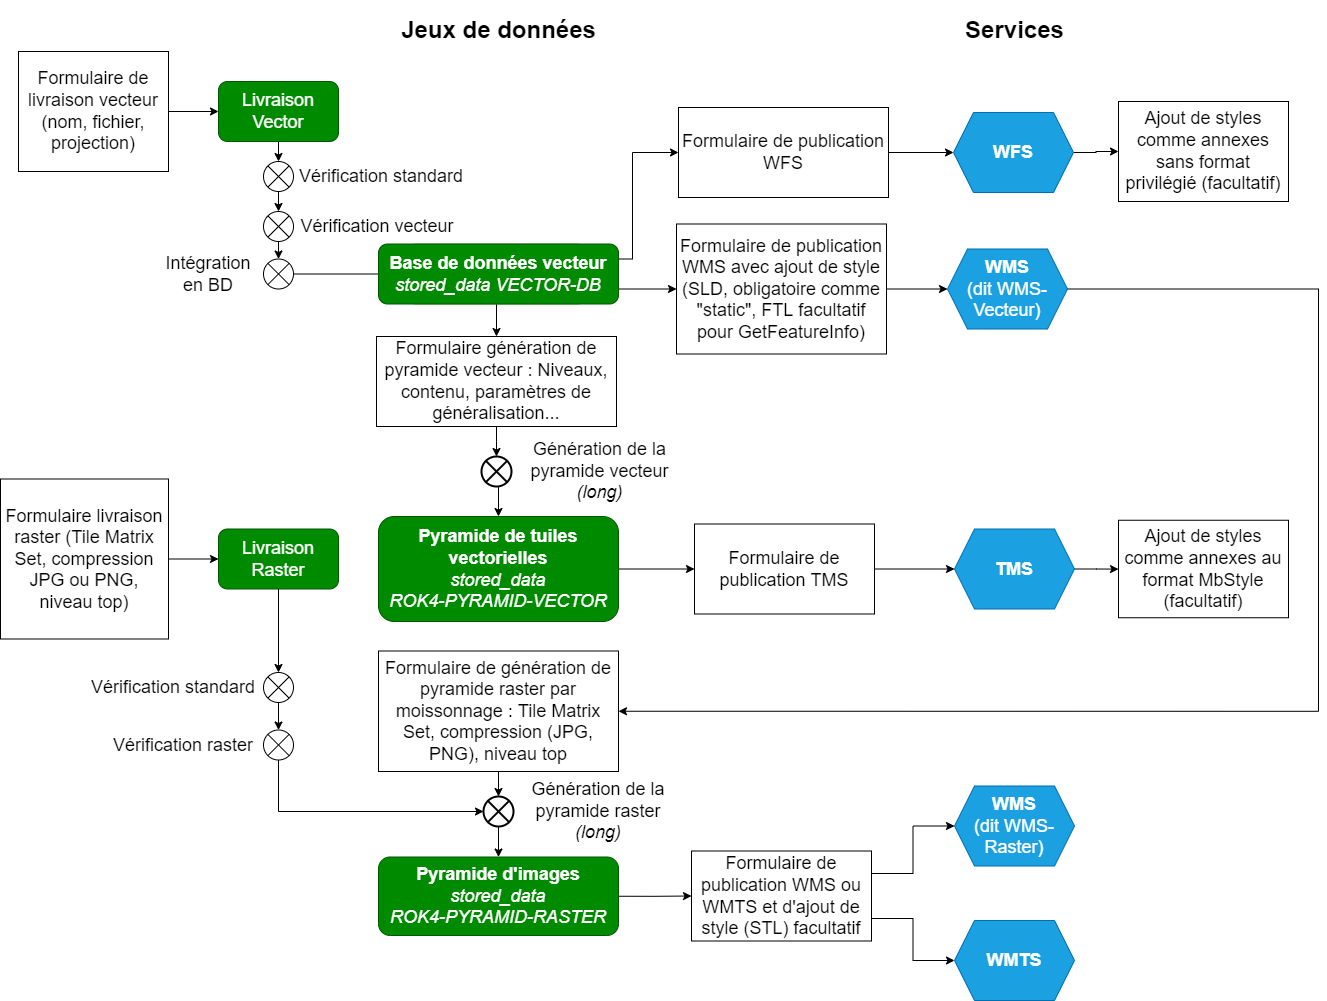 Jeux de données
Services
Formulaire de
livraison vecteur
(nom, fichier,
projection)
Livraison
Vector
Vérification standard
Vérification vecteur
Intégration
en BD
Base de données vecteur
stored_data VECTOR-DB
Formulaire de publication
WFS
WFS
Ajout de styles
comme annexes
sans format
privilégié (facultatif)
Formulaire de publication
WMS avec ajout de style
(SLD, obligatoire comme
"static", FTL facultatif
pour GetFeatureInfo)
WMS
(dit WMS-
Vecteur)
Formulaire génération de
pyramide vecteur : Niveaux,
contenu, paramètres de
généralisation...
Génération de la
pyramide vecteur
(long)
Formulaire livraison
raster (Tile Matrix
Set, compression
JPG ou PNG,
niveau top)
Livraison
Raster
Pyramide de tuiles
vectorielles
stored_data
ROK4-PYRAMID-VECTOR
Formulaire de
publication TMS
TMS
Ajout de styles
comme annexes au
format MbStyle
(facultatif)
Vérification standard
Vérification raster
Formulaire de génération de
pyramide raster par
moissonnage : Tile Matrix
Set, compression (JPG,
PNG), niveau top
Génération de la
pyramide raster
(long)
Pyramide d'images
stored_data
ROK4-PYRAMID-RASTER
Formulaire de
publication WMS ou
WMTS et d'ajout de
style (STL) facultatif
WMS
(dit WMS-
Raster)
WMTS